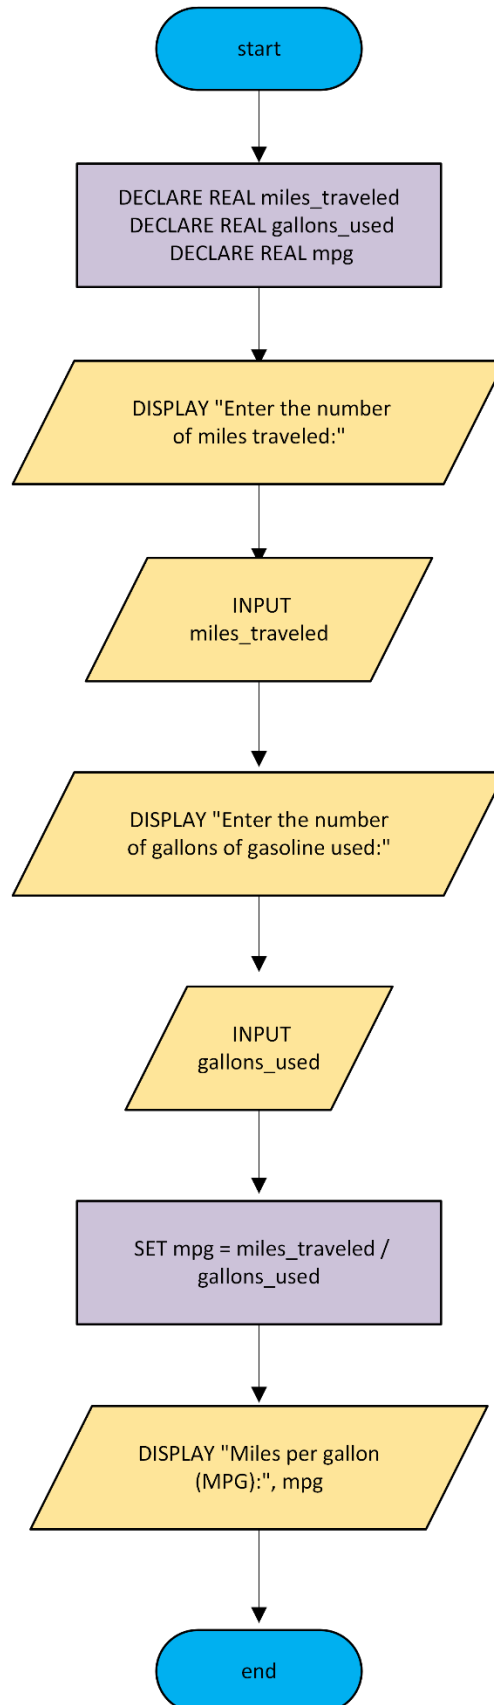 start
DECLARE REAL miles_traveled
DECLARE REAL gallons_used
DECLARE REAL mpg
DISPLAY "Enter the number
of miles traveled:"
INPUT
miles_traveled
DISPLAY "Enter the number
of gallons of gasoline used:"
INPUT
gallons_used
SET mpg = miles_traveled /
gallons_used
DISPLAY "Miles per gallon
(MPG):", mpg
end